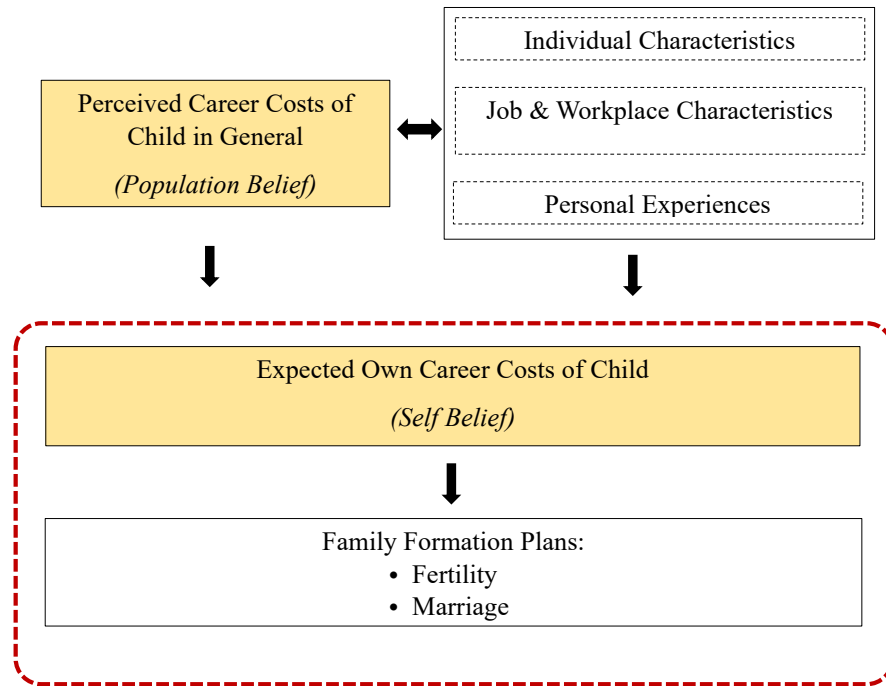 Individual Characteristics
Perceived Career Costs of
Child in General
(Population Belief)
Job & Workplace Characteristics
Personal Experiences
Expected Own Career Costs of Child
(Self Belief)
Family Formation Plans:
• Fertility
• Marriage